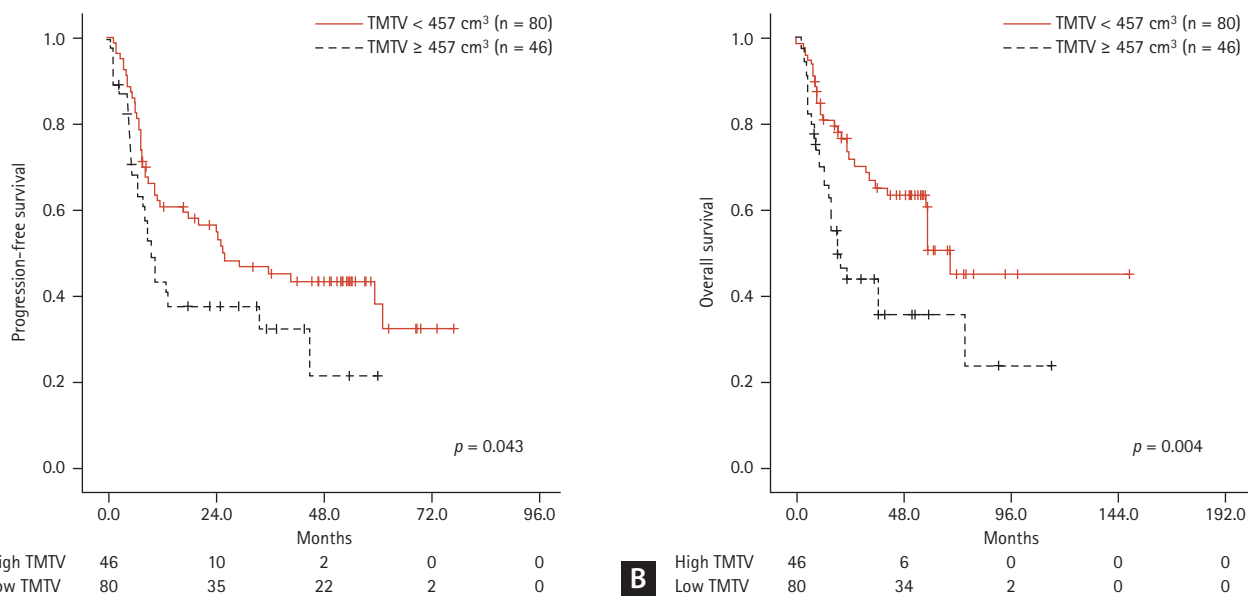 TMTV < 457 cm³ (n = 80)
TMTV ≥ 457 cm³ (n = 46)
1.0
0.8
0.6
0.4
0.2
0.0
Progression-free survival
p = 0.043
0.0 24.0 48.0 72.0 96.0
Months
High TMTV 46 10 2 0 0
Low TMTV 80 35 22 2 0
TMTV < 457 cm³ (n = 80)
TMTV ≥ 457 cm³ (n = 46)
1.0
0.8
0.6
0.4
0.2
0.0
Overall survival
p = 0.004
0.0 48.0 96.0 144.0 192.0
Months
B
High TMTV 46 6 0 0 0
Low TMTV 80 34 2 0 0